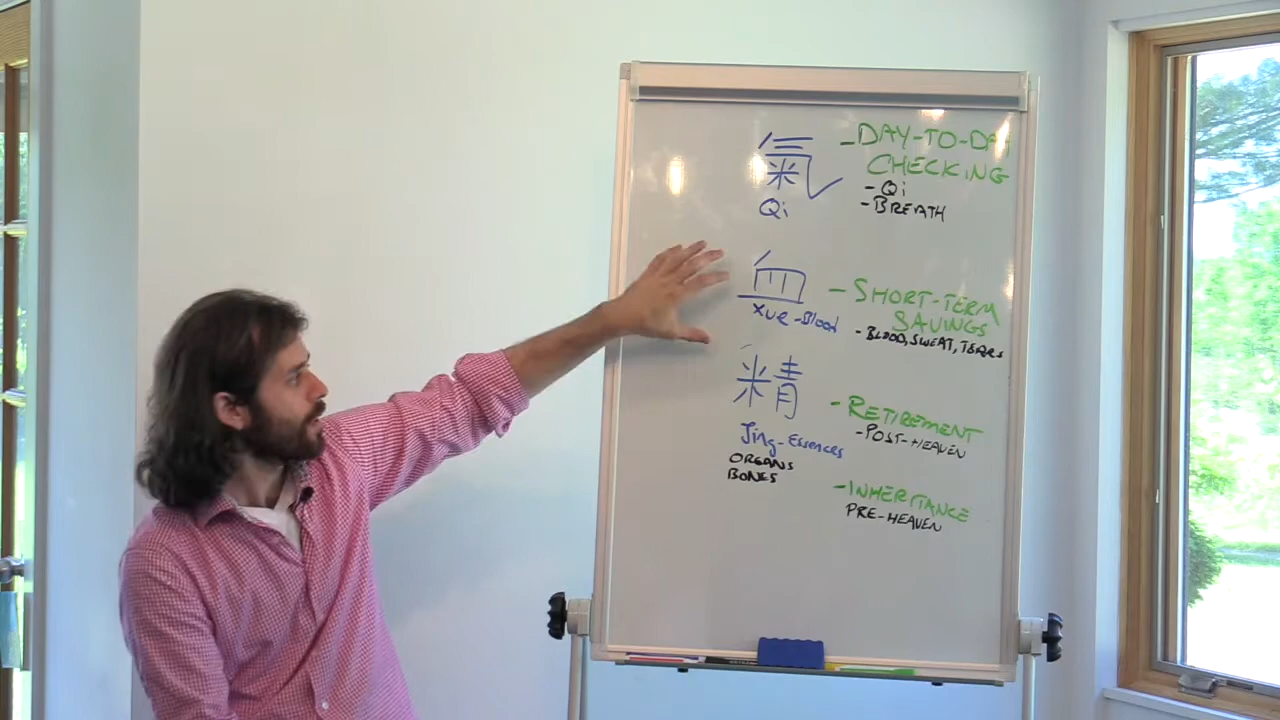 氣
Qi
- DAY-TO-DAY
CHECKING
- Qi
- BREATH
血
Xue - Blood
- SHORT-TERM
SAVINGS
- BLOOD, SWEAT, TEARS
精
Jing - Essences
ORGANS
BONES
- RETIREMENT
- POST-HEAVEN
- INHERITANCE
PRE-HEAVEN